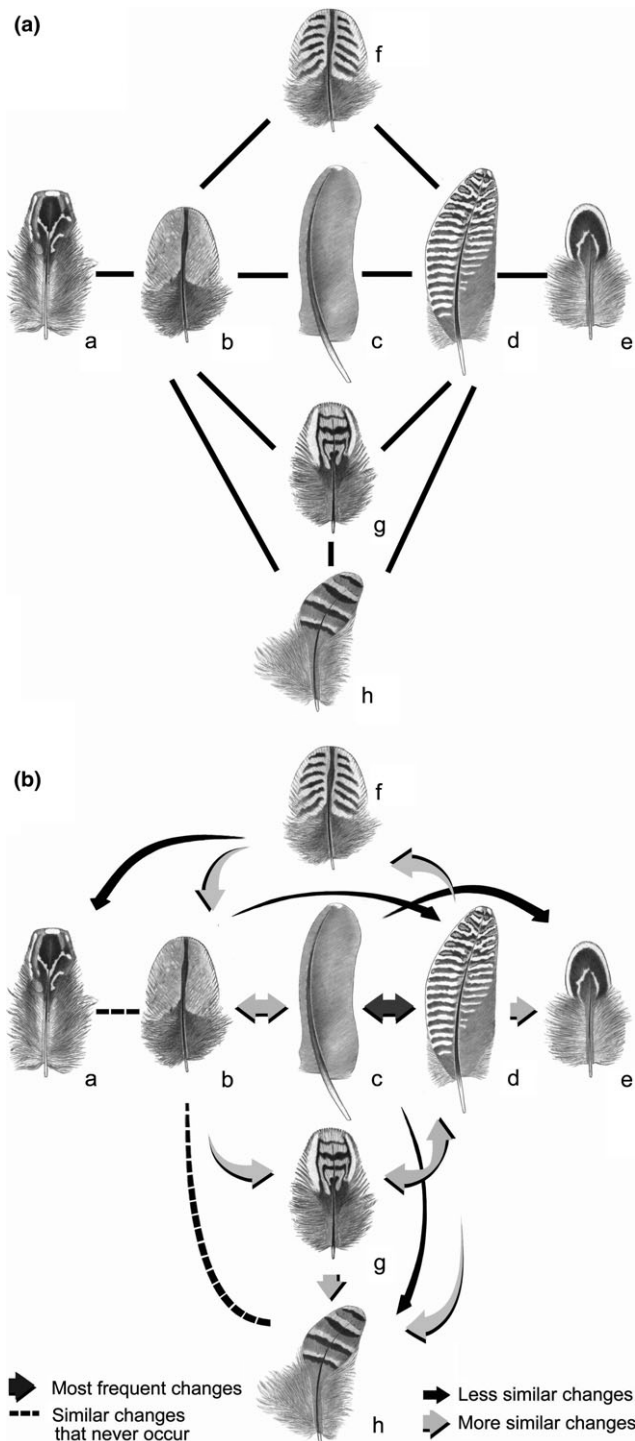 (a)
f
a
b
c
d
e
g
h
(b)
f
a
b
c
d
e
g
h
Most frequent changes
Similar changes
that never occur
Less similar changes
More similar changes